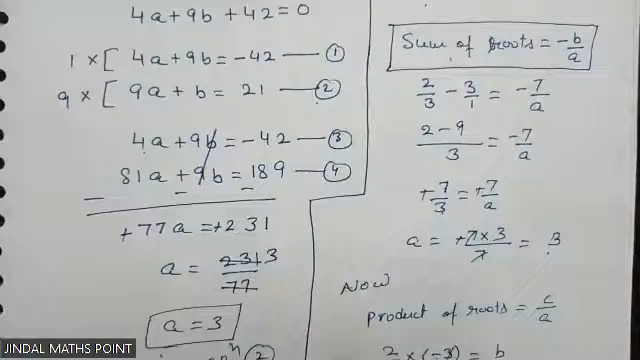 4a+9b+42=0
1×[ 4a+9b=-42 —— ①
9×[ 9a+b= 21 —— ②
4a+9b=-42 —— ③
81a+9b=189 —— ④
— — —
+77a=+231
a= 231 3
77
a=3
②
Sum of roots = -b/a
2/3 - 3/1 = -7/a
2-9/3 = -7/a
+7/3 = +7/a
a= +7×3/7 = 3
Now
product of roots = c/a
2 ×(-3) = b
JINDAL MATHS POINT